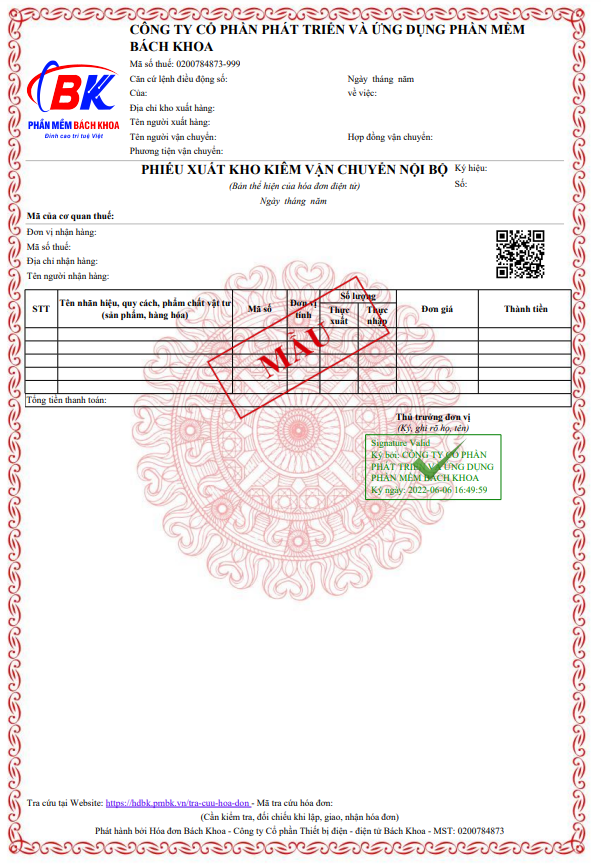 CÔNG TY CỔ PHẦN PHÁT TRIỂN VÀ ỨNG DỤNG PHẦN MỀM
BÁCH KHOA
Mã số thuế: 0200784873-999
Căn cứ lệnh điều động số: Ngày tháng năm
Của: về việc:
Địa chỉ kho xuất hàng:
Tên người xuất hàng:
Tên người vận chuyển: Hợp đồng vận chuyển:
Phương tiện vận chuyển:
BK
PHẦN MỀM BÁCH KHOA
Đỉnh cao trí tuệ Việt
PHIẾU XUẤT KHO KIÊM VẬN CHUYỂN NỘI BỘ Ký hiệu:
(Bản thể hiện của hóa đơn điện tử) Số:
Ngày tháng năm
Mã của cơ quan thuế:
Đơn vị nhận hàng:
Mã số thuế:
Địa chỉ nhận hàng:
Tên người nhận hàng:
STT
Tên nhãn hiệu, quy cách, phẩm chất vật tư
(sản phẩm, hàng hóa)
Mã số
Đơn vị
tính
Số lượng
Thực
xuất
Thực
nhập
Đơn giá
Thành tiền
MẪU
Tổng tiền thanh toán:
Thủ trưởng đơn vị
(Ký, ghi rõ họ, tên)
Signature Valid
Ký bởi: CÔNG TY CỔ PHẦN
PHÁT TRIỂN VÀ ỨNG DỤNG
PHẦN MỀM BÁCH KHOA
Ký ngày: 2022-06-06 16:49:59
Tra cứu tại Website: https://hdbk.pmbk.vn/tra-cuu-hoa-don - Mã tra cứu hóa đơn:
(Cần kiểm tra, đối chiếu khi lập, giao, nhận hóa đơn)
Phát hành bởi Hóa đơn Bách Khoa - Công ty Cổ phần Thiết bị điện - điện tử Bách Khoa - MST: 0200784873